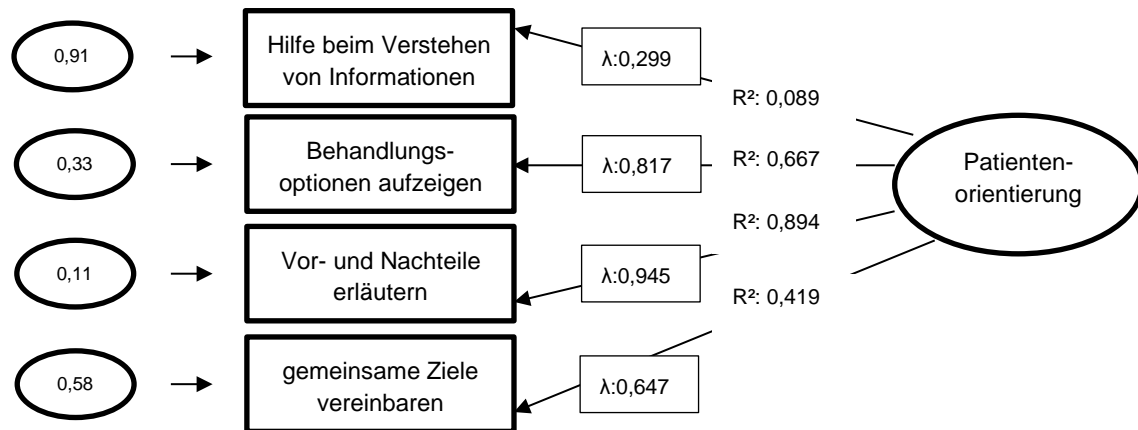 0,91
Hilfe beim Verstehen
von Informationen
λ:0,299
R²: 0,089
0,33
Behandlungs-
optionen aufzeigen
λ:0,817
R²: 0,667
Patienten-
orientierung
0,11
Vor- und Nachteile
erläutern
λ:0,945
R²: 0,894
0,58
gemeinsame Ziele
vereinbaren
λ:0,647
R²: 0,419